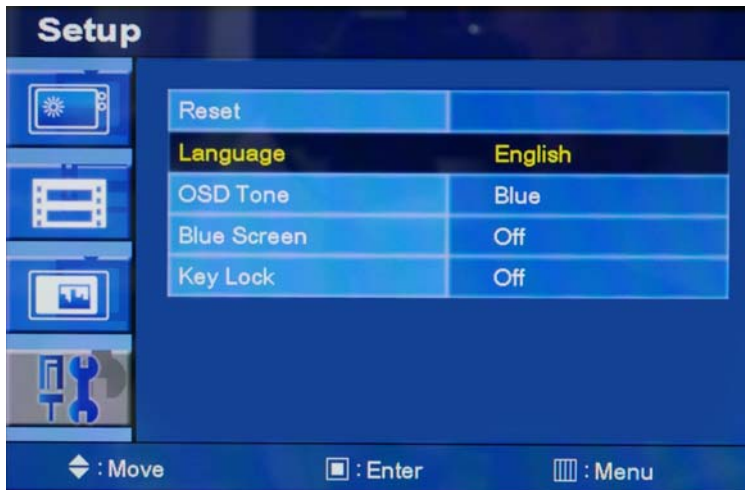 Setup
Reset
Language English
OSD Tone Blue
Blue Screen Off
Key Lock Off
: Move : Enter : Menu